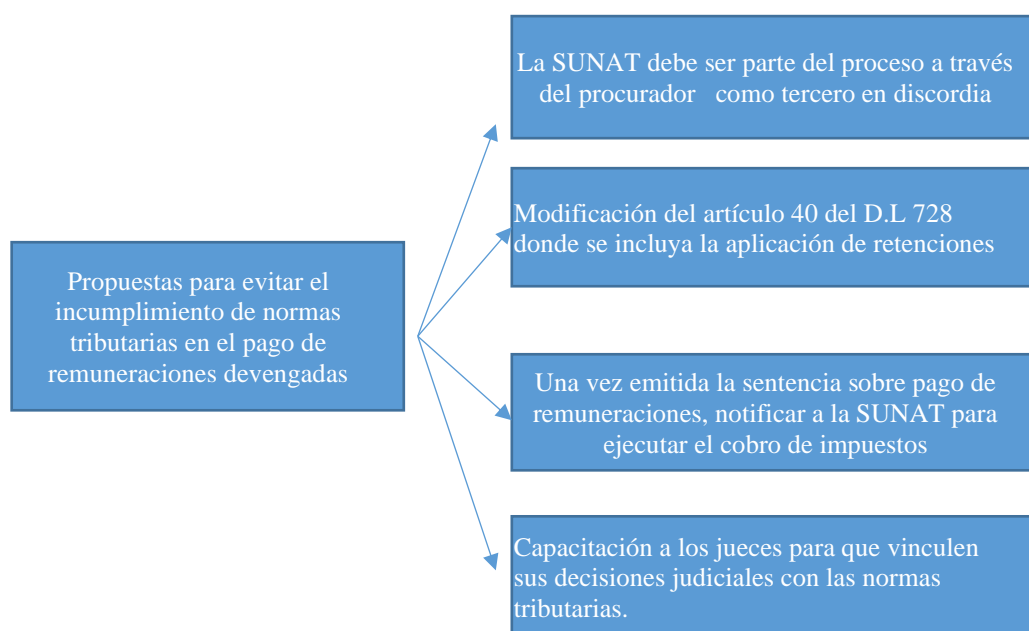 La SUNAT debe ser parte del proceso a través
del procurador como tercero en discordia
Modificación del artículo 40 del D.L 728
donde se incluya la aplicación de retenciones
Propuestas para evitar el
incumplimiento de normas
tributarias en el pago de
remuneraciones devengadas
Una vez emitida la sentencia sobre pago de
remuneraciones, notificar a la SUNAT para
ejecutar el cobro de impuestos
Capacitación a los jueces para que vinculen
sus decisiones judiciales con las normas
tributarias.